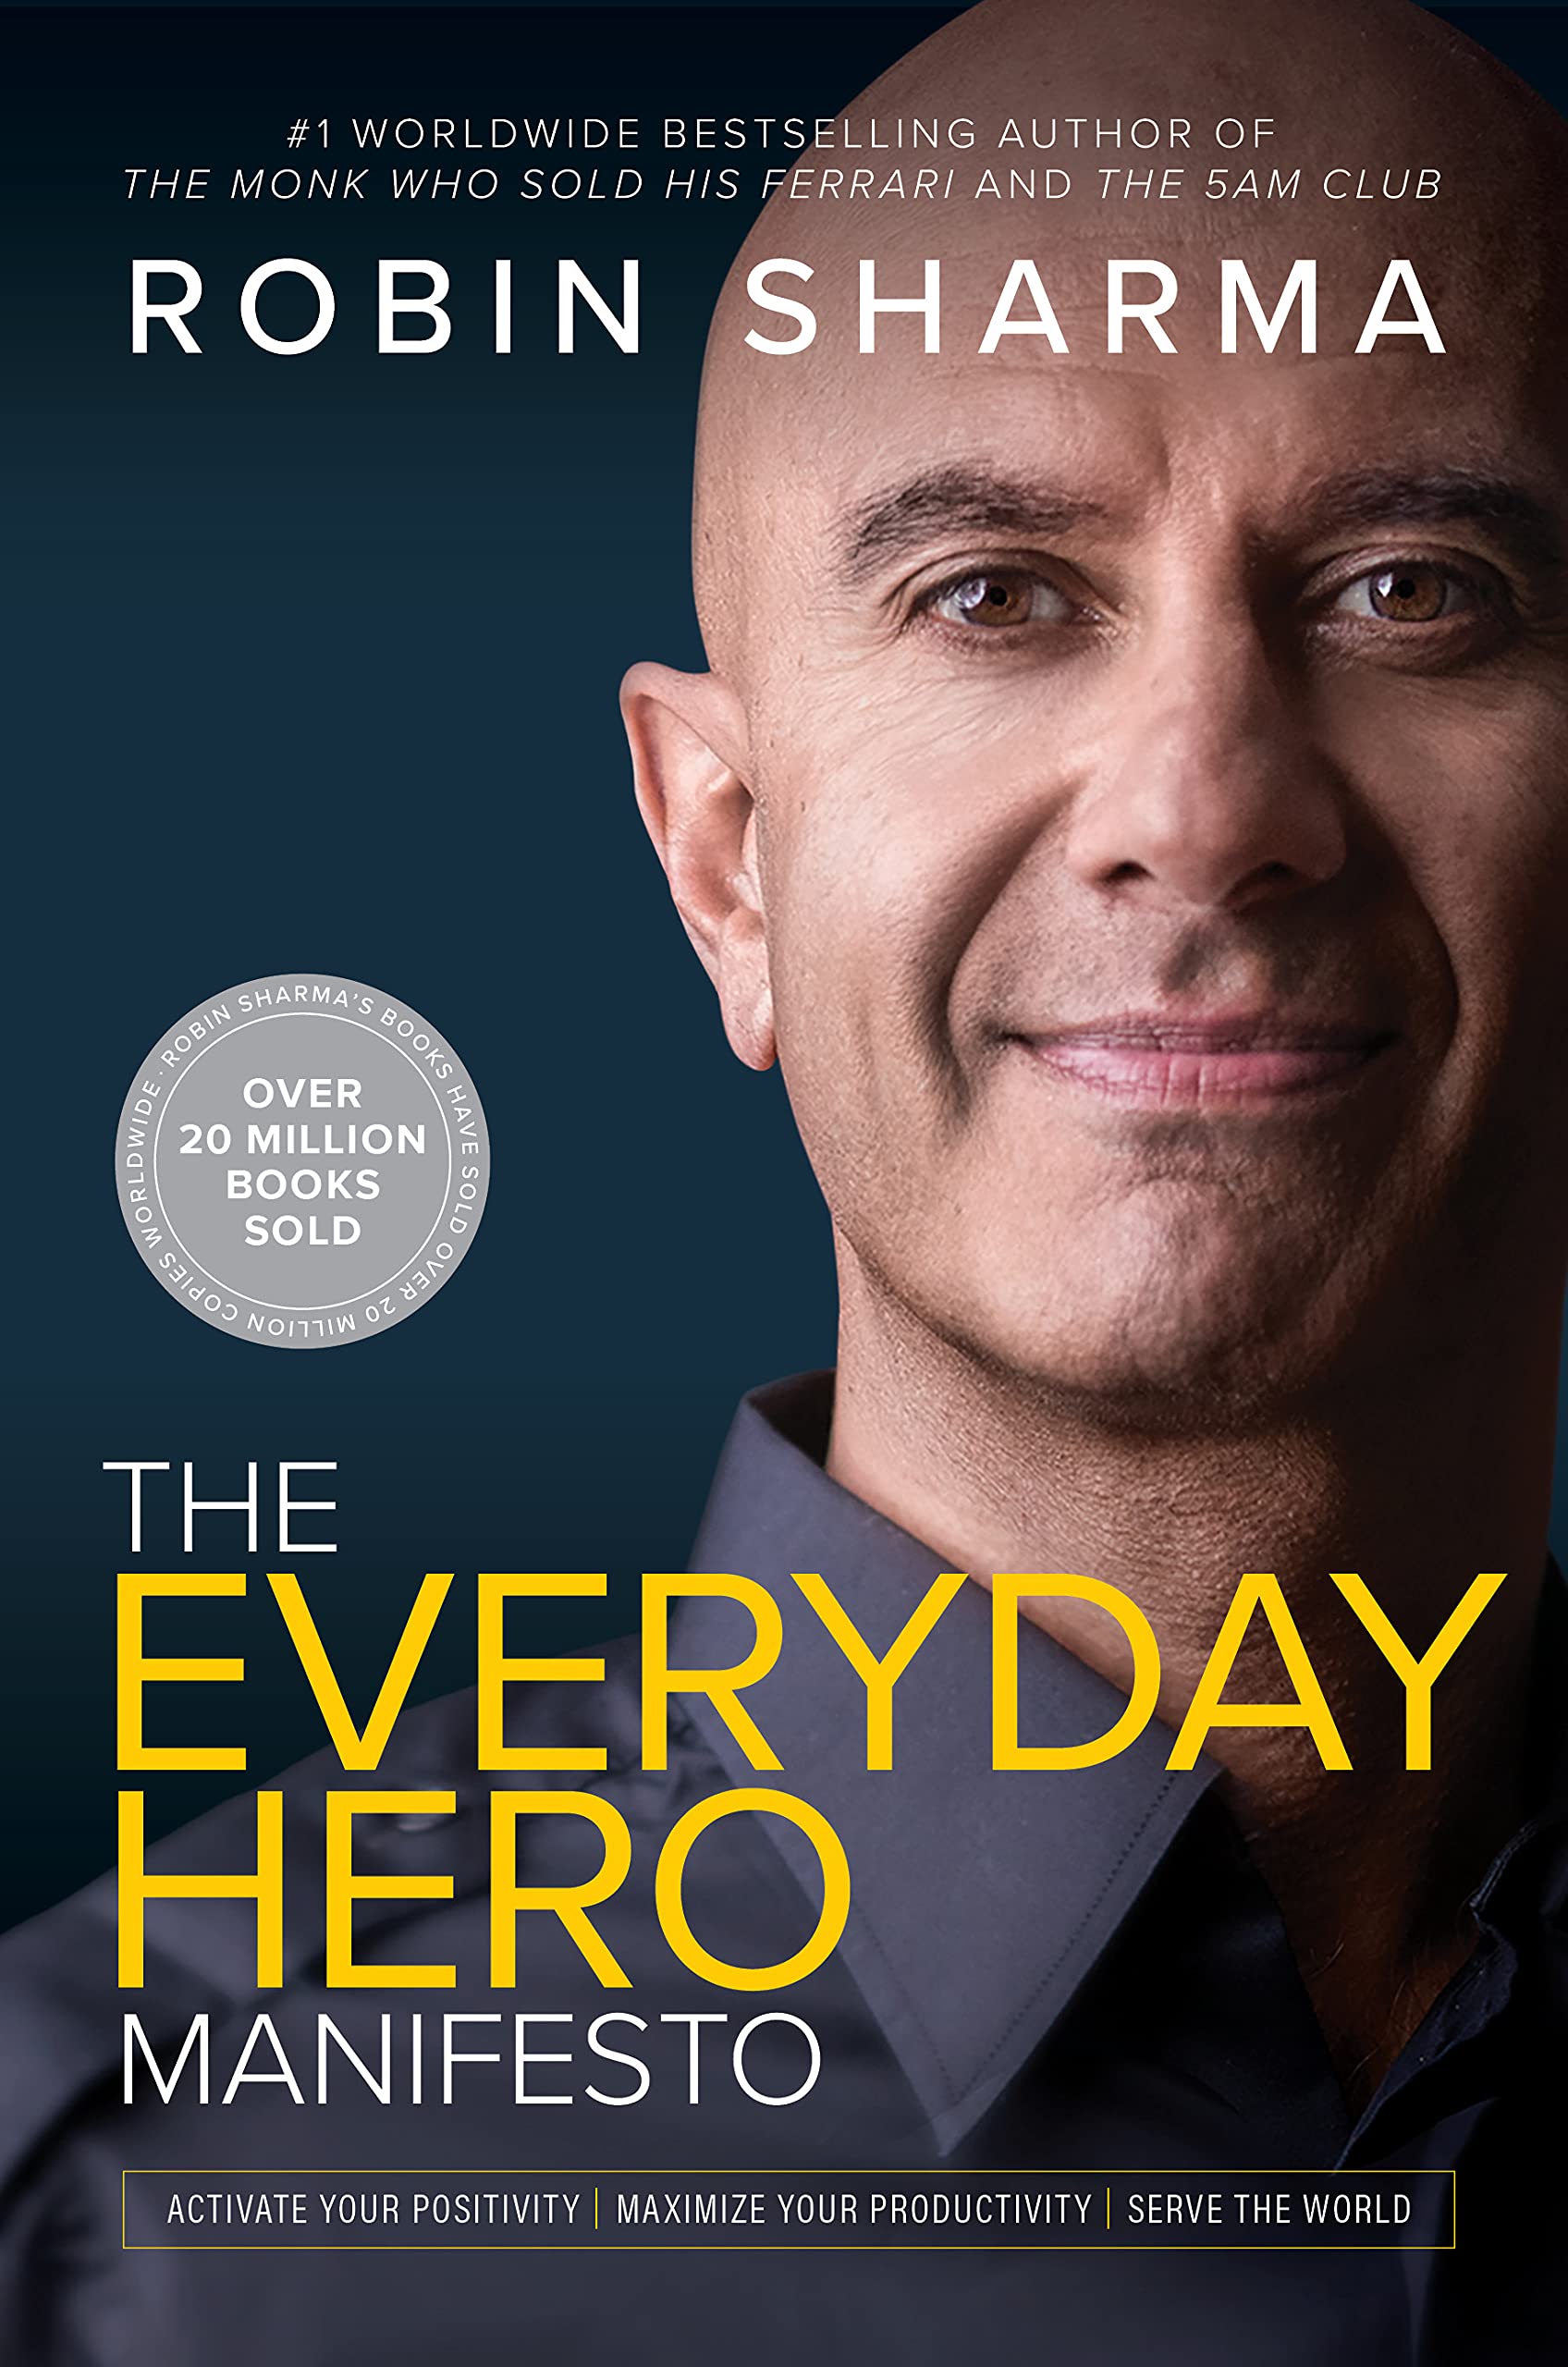 #1 WORLDWIDE BESTSELLING AUTHOR OF
THE MONK WHO SOLD HIS FERRARI AND THE 5AM CLUB
ROBIN SHARMA
ROBIN SHARMA'S BOOKS HAVE SOLD OVER 20 MILLION COPIES WORLDWIDE ·
OVER
20 MILLION
BOOKS
SOLD
THE
EVERYDAY
HERO
MANIFESTO
ACTIVATE YOUR POSITIVITY | MAXIMIZE YOUR PRODUCTIVITY | SERVE THE WORLD